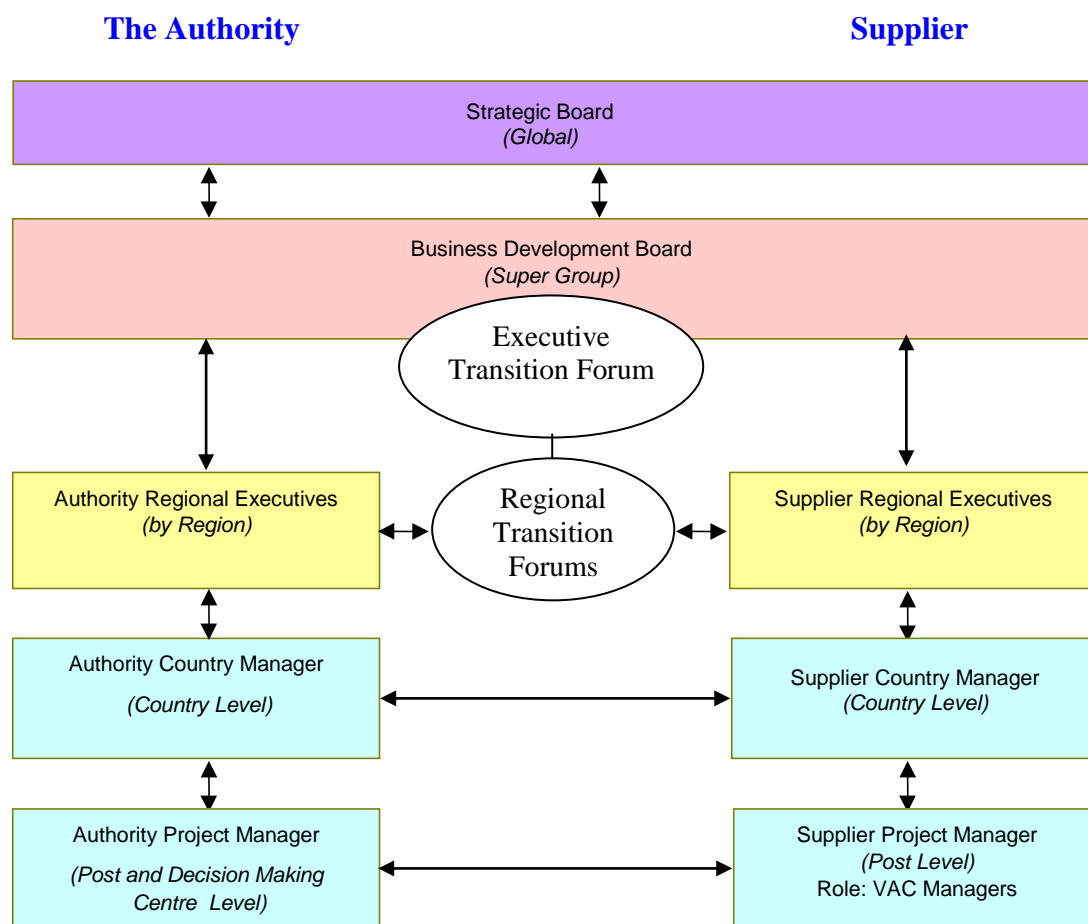 The Authority
Supplier
Strategic Board
(Global)
Business Development Board
(Super Group)
Executive
Transition Forum
Authority Regional Executives
(by Region)
Regional
Transition
Forums
Supplier Regional Executives
(by Region)
Authority Country Manager
(Country Level)
Supplier Country Manager
(Country Level)
Authority Project Manager
(Post and Decision Making
Centre Level)
Supplier Project Manager
(Post Level)
Role: VAC Managers